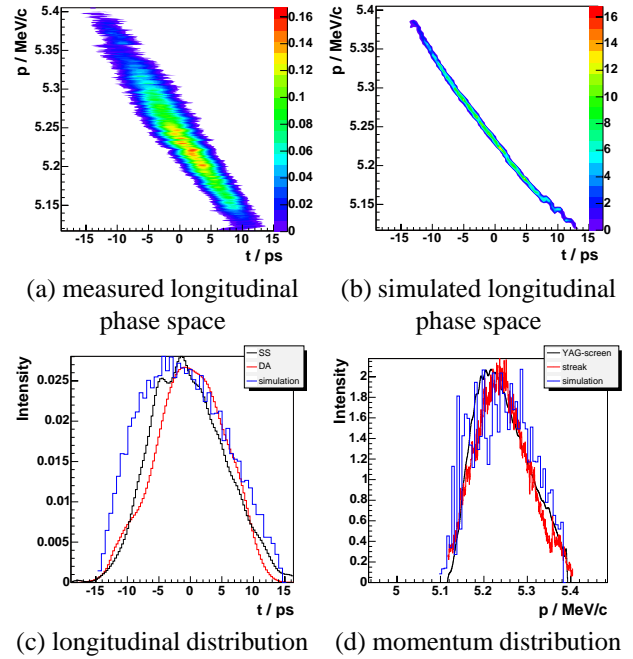 p / MeV/c
5.4
5.35
5.3
5.25
5.2
5.15
-15 -10 -5 0 5 10 15
t / ps
0.16
0.14
0.12
0.1
0.08
0.06
0.04
0.02
0
p / MeV/c
5.4
5.35
5.3
5.25
5.2
5.15
-15 -10 -5 0 5 10 15
t / ps
16
14
12
10
8
6
4
2
0
(a) measured longitudinal
phase space
(b) simulated longitudinal
phase space
Intensity
0.025
0.02
0.015
0.01
0.005
0
-15 -10 -5 0 5 10 15
t / ps
SS
DA
simulation
Intensity
2
1.8
1.6
1.4
1.2
1
0.8
0.6
0.4
0.2
0
5 5.1 5.2 5.3 5.4
p / MeV/c
YAG-screen
streak
simulation
(c) longitudinal distribution
(d) momentum distribution